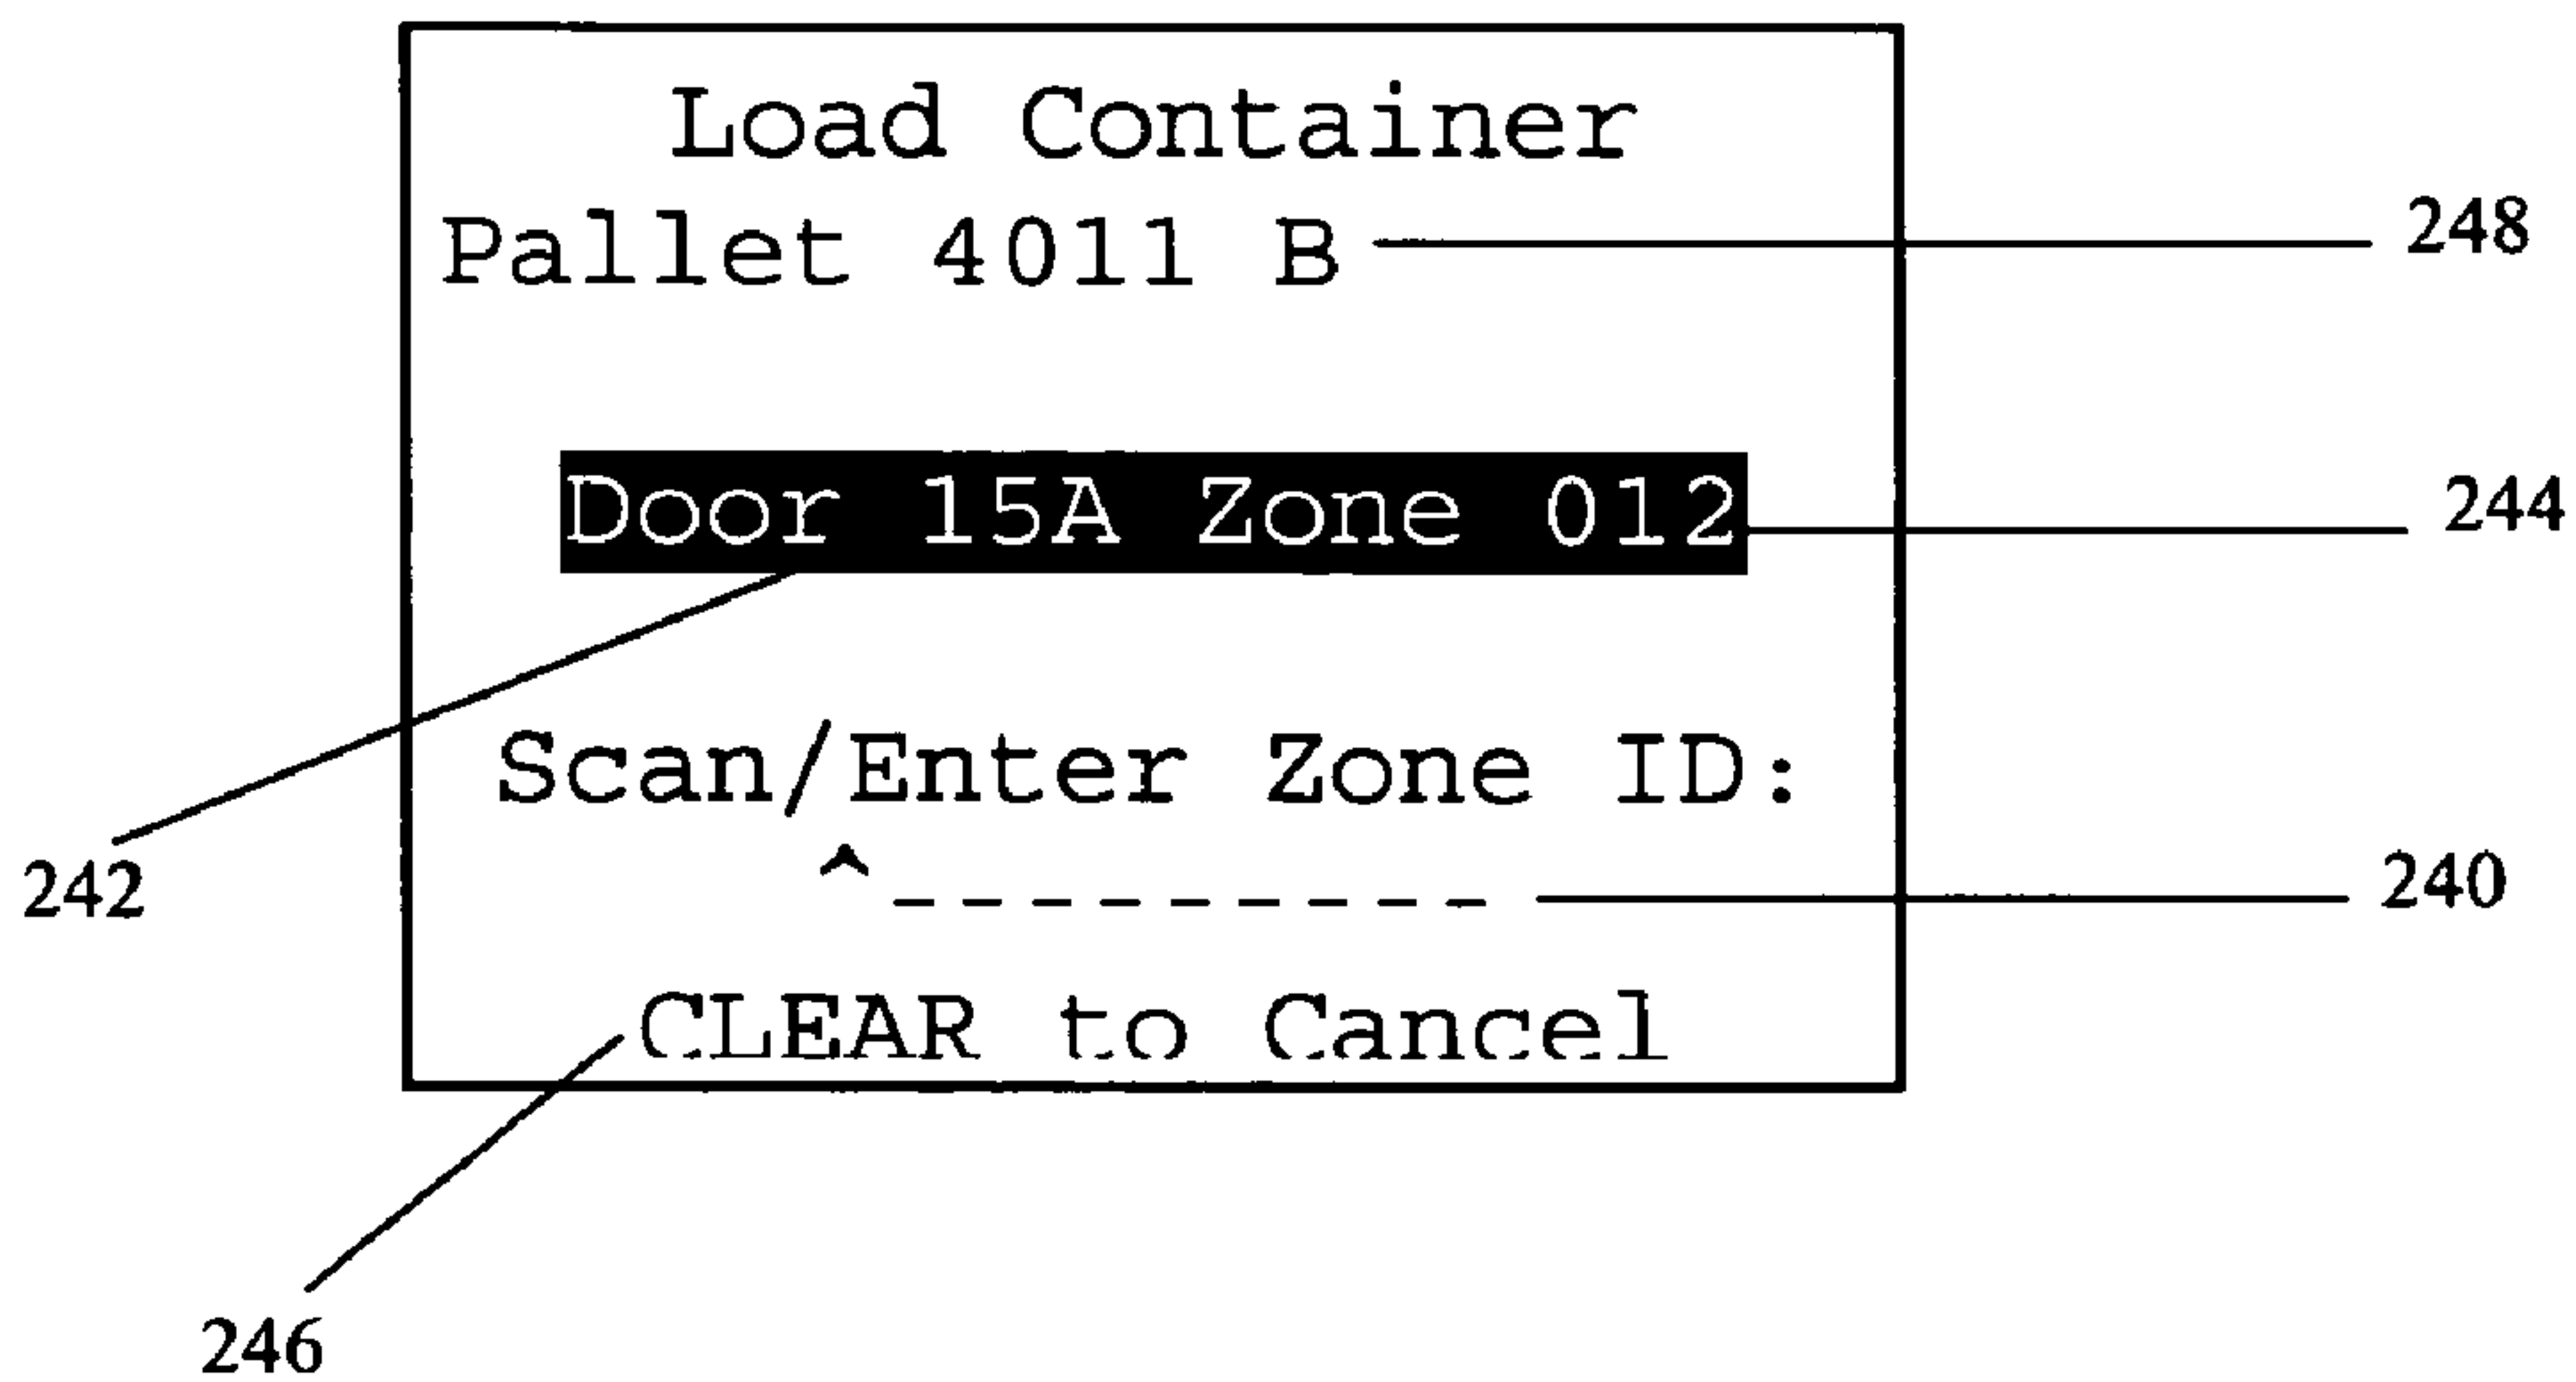 Load Container
Pallet 4011 B
248
Door 15A Zone 012
244
Scan/Enter Zone ID:
242
^_________
240
CLEAR to Cancel
246